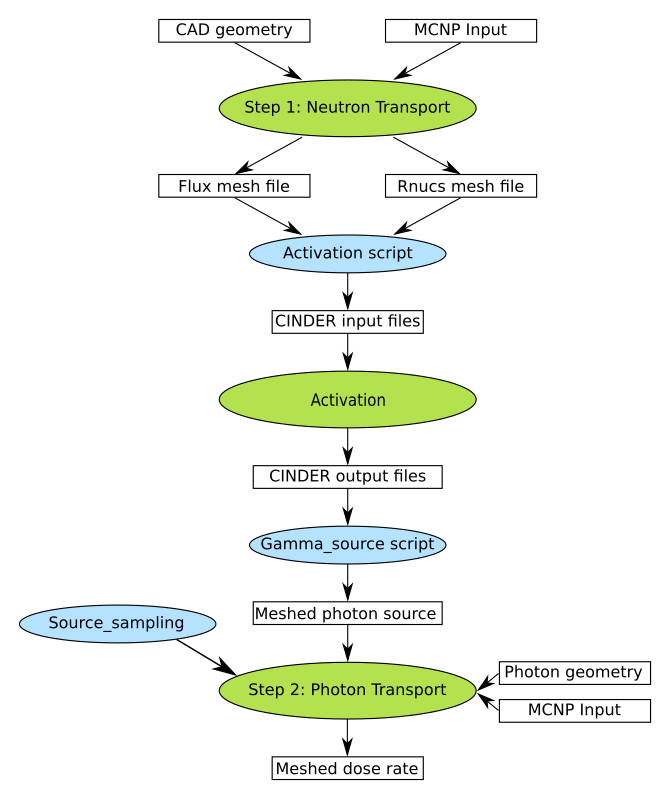 CAD geometry
MCNP Input
Step 1: Neutron Transport
Flux mesh file
Rnucs mesh file
Activation script
CINDER input files
Activation
CINDER output files
Gamma_source script
Meshed photon source
Source_sampling
Photon geometry
Step 2: Photon Transport
MCNP Input
Meshed dose rate